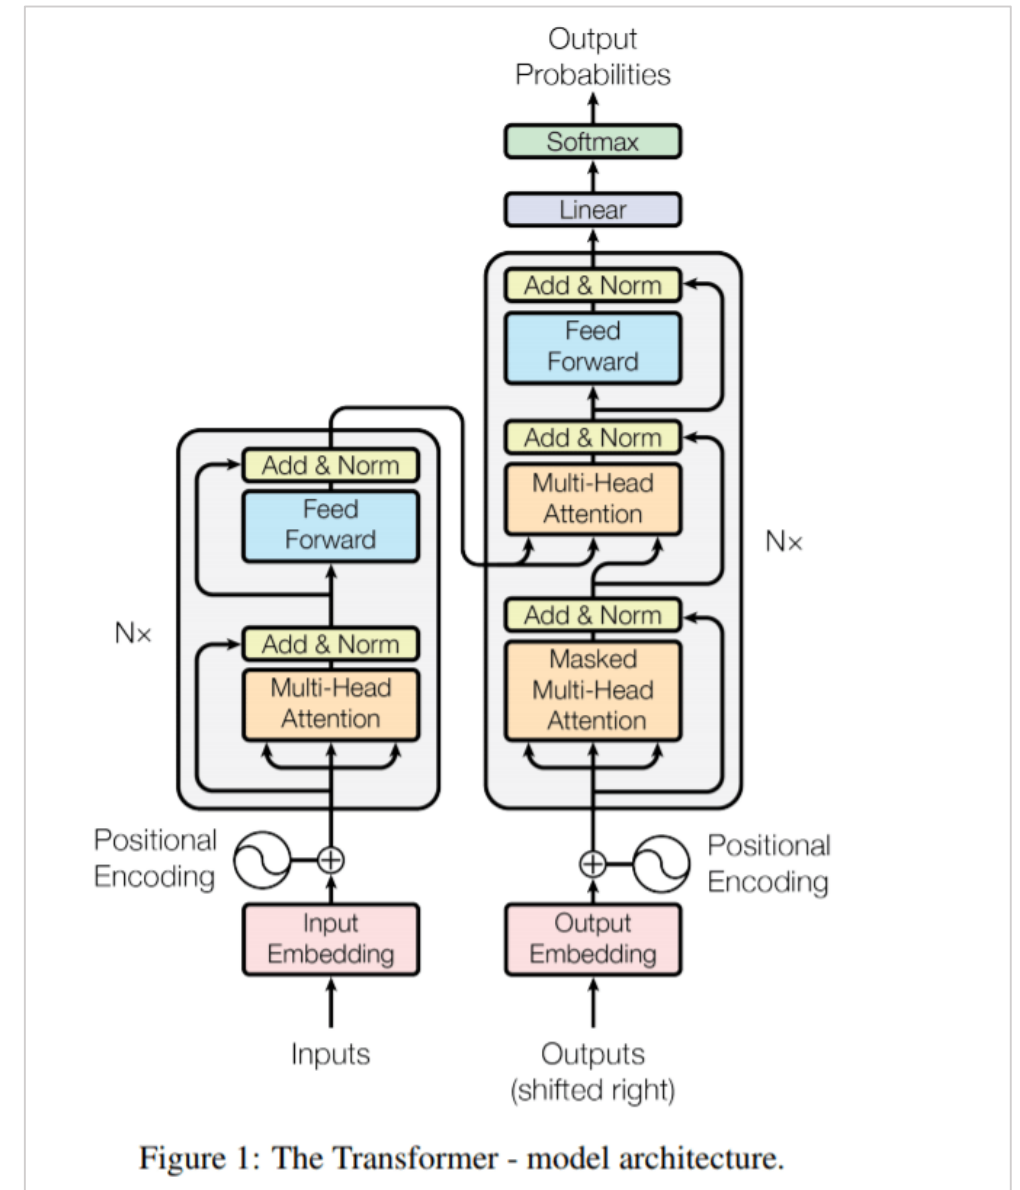 Output
Probabilities
Softmax
Linear
Add & Norm
Feed
Forward
Add & Norm
Multi-Head
Attention
Nx
Add & Norm
Masked
Multi-Head
Attention
Add & Norm
Feed
Forward
Nx
Add & Norm
Multi-Head
Attention
Positional
Encoding
Positional
Encoding
Input
Embedding
Output
Embedding
Inputs
Outputs
(shifted right)
Figure 1: The Transformer - model architecture.